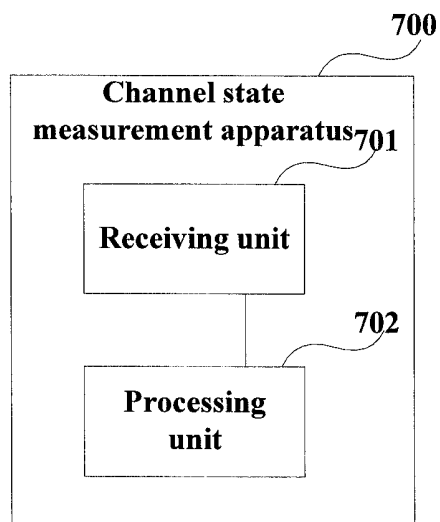 700
Channel state
measurement apparatus
701
Receiving unit
702
Processing
unit